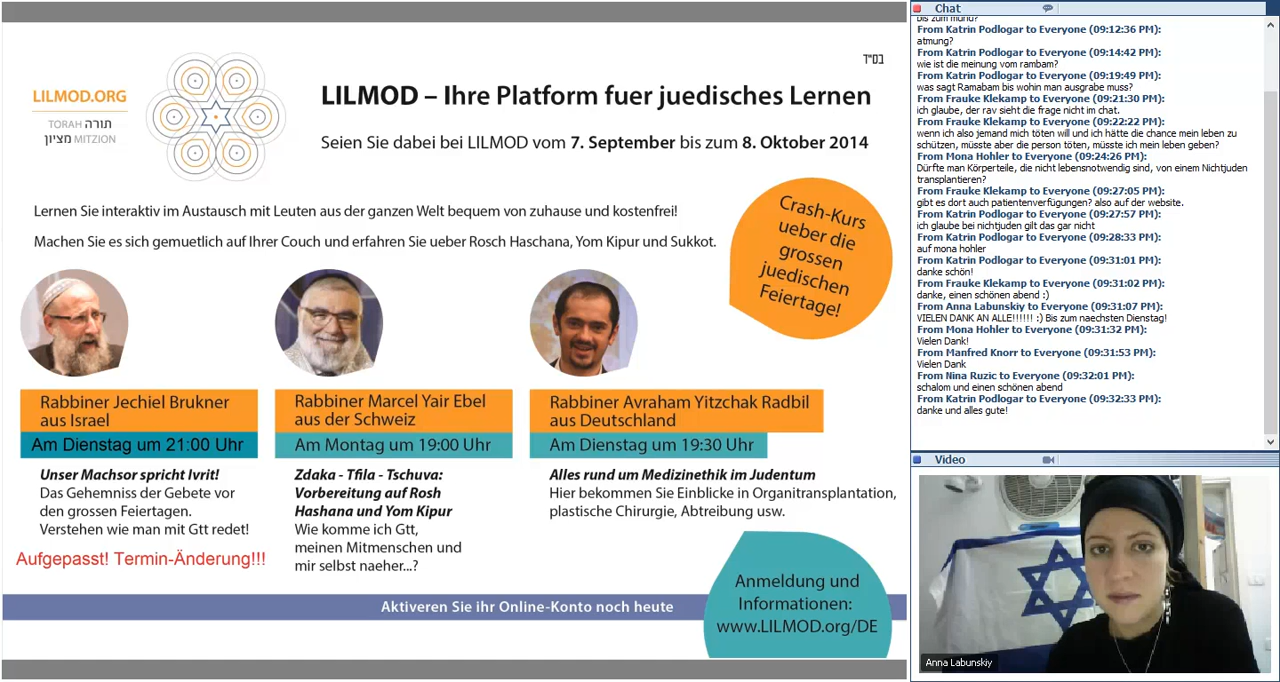 בס"ד
LILMOD.ORG
TORAH תורה
מציון MITZION
LILMOD – Ihre Platform fuer juedisches Lernen
Seien Sie dabei bei LILMOD vom 7. September bis zum 8. Oktober 2014
Lernen Sie interaktiv im Austausch mit Leuten aus der ganzen Welt bequem von zuhause und kostenfrei!
Machen Sie es sich gemuetlich auf Ihrer Couch und erfahren Sie ueber Rosch Haschana, Yom Kipur und Sukkot.
Crash-Kurs
ueber die
grossen
juedischen
Feiertage!
Rabbiner Jechiel Brukner
aus Israel
Am Dienstag um 21:00 Uhr
Unser Machsor spricht Ivrit!
Das Gehemniss der Gebete vor
den grossen Feiertagen.
Verstehen wie man mit Gtt redet!
Aufgepasst! Termin-Änderung!!!
Rabbiner Marcel Yair Ebel
aus der Schweiz
Am Montag um 19:00 Uhr
Zdaka - Tfila - Tschuva:
Vorbereitung auf Rosh
Hashana und Yom Kipur
Wie komme ich Gtt,
meinen Mitmenschen und
mir selbst naeher...?
Rabbiner Avraham Yitzchak Radbil
aus Deutschland
Am Dienstag um 19:30 Uhr
Alles rund um Medizinethik im Judentum
Hier bekommen Sie Einblicke in Organitransplantation,
plastische Chirurgie, Abtreibung usw.
Aktiveren Sie ihr Online-Konto noch heute
Anmeldung und
Informationen:
www.LILMOD.org/DE
Chat
bis zum mund?
From Katrin Podlogar to Everyone (09:12:36 PM):
atmung?
From Katrin Podlogar to Everyone (09:14:42 PM):
wie ist die meinung vom rambam?
From Katrin Podlogar to Everyone (09:19:49 PM):
was sagt Ramabam bis wohin man ausgrabe muss?
From Frauke Klekamp to Everyone (09:21:30 PM):
ich glaube, der rav sieht die frage nicht im chat.
From Frauke Klekamp to Everyone (09:22:22 PM):
wenn ich also jemand mich töten will und ich hätte die chance mein leben zu
schützen, müsste aber die person töten, müsste ich mein leben geben?
From Mona Hohler to Everyone (09:24:26 PM):
Dürfte man Körperteile, die nicht lebensnotwendig sind, von einem Nichtjuden
transplantieren?
From Frauke Klekamp to Everyone (09:27:05 PM):
gibt es dort auch patientenverfügungen? also auf der website.
From Katrin Podlogar to Everyone (09:27:57 PM):
ich glaube bei nichtjuden gilt das gar nicht
From Katrin Podlogar to Everyone (09:28:33 PM):
auf mona hohler
From Katrin Podlogar to Everyone (09:31:01 PM):
danke schön!
From Frauke Klekamp to Everyone (09:31:02 PM):
danke, einen schönen abend :)
From Anna Labunskiy to Everyone (09:31:07 PM):
VIELEN DANK AN ALLE!!!!!! :) Bis zum naechsten Dienstag!
From Mona Hohler to Everyone (09:31:32 PM):
Vielen Dank!
From Manfred Knorr to Everyone (09:31:53 PM):
Vielen Dank
From Nina Ruzic to Everyone (09:32:01 PM):
schalom und einen schönen abend
From Katrin Podlogar to Everyone (09:32:33 PM):
danke und alles gute!
Video
Anna Labunskiy